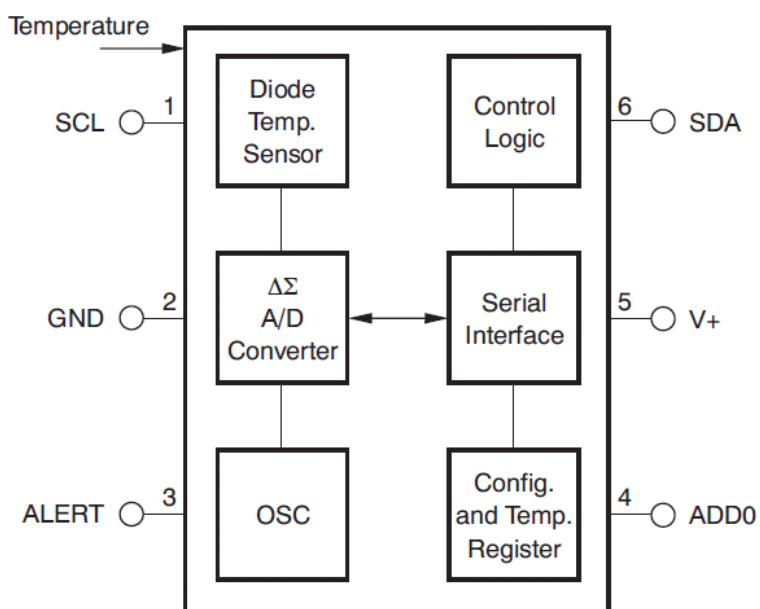 Temperature
SCL
1
Diode
Temp.
Sensor
Control
Logic
6
SDA
GND
2
ΔΣ
A/D
Converter
Serial
Interface
5
V+
ALERT
3
OSC
Config.
and Temp.
Register
4
ADD0